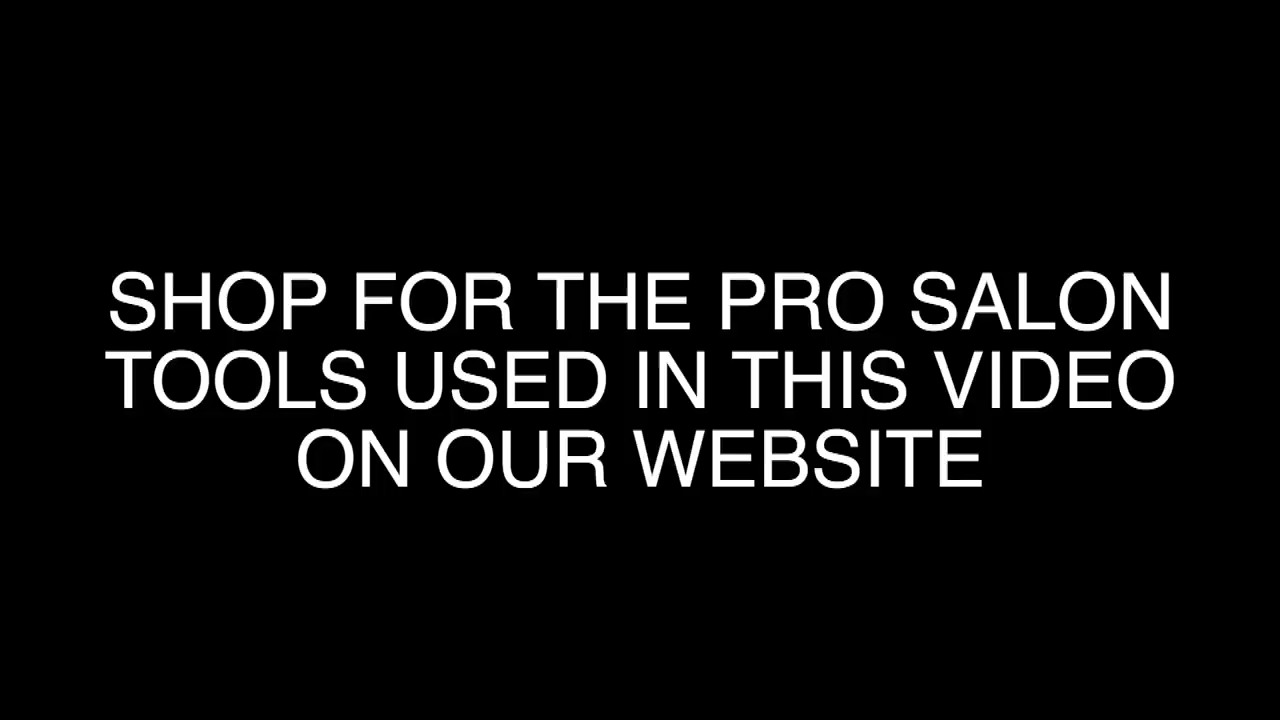 SHOP FOR THE PRO SALON
TOOLS USED IN THIS VIDEO
ON OUR WEBSITE